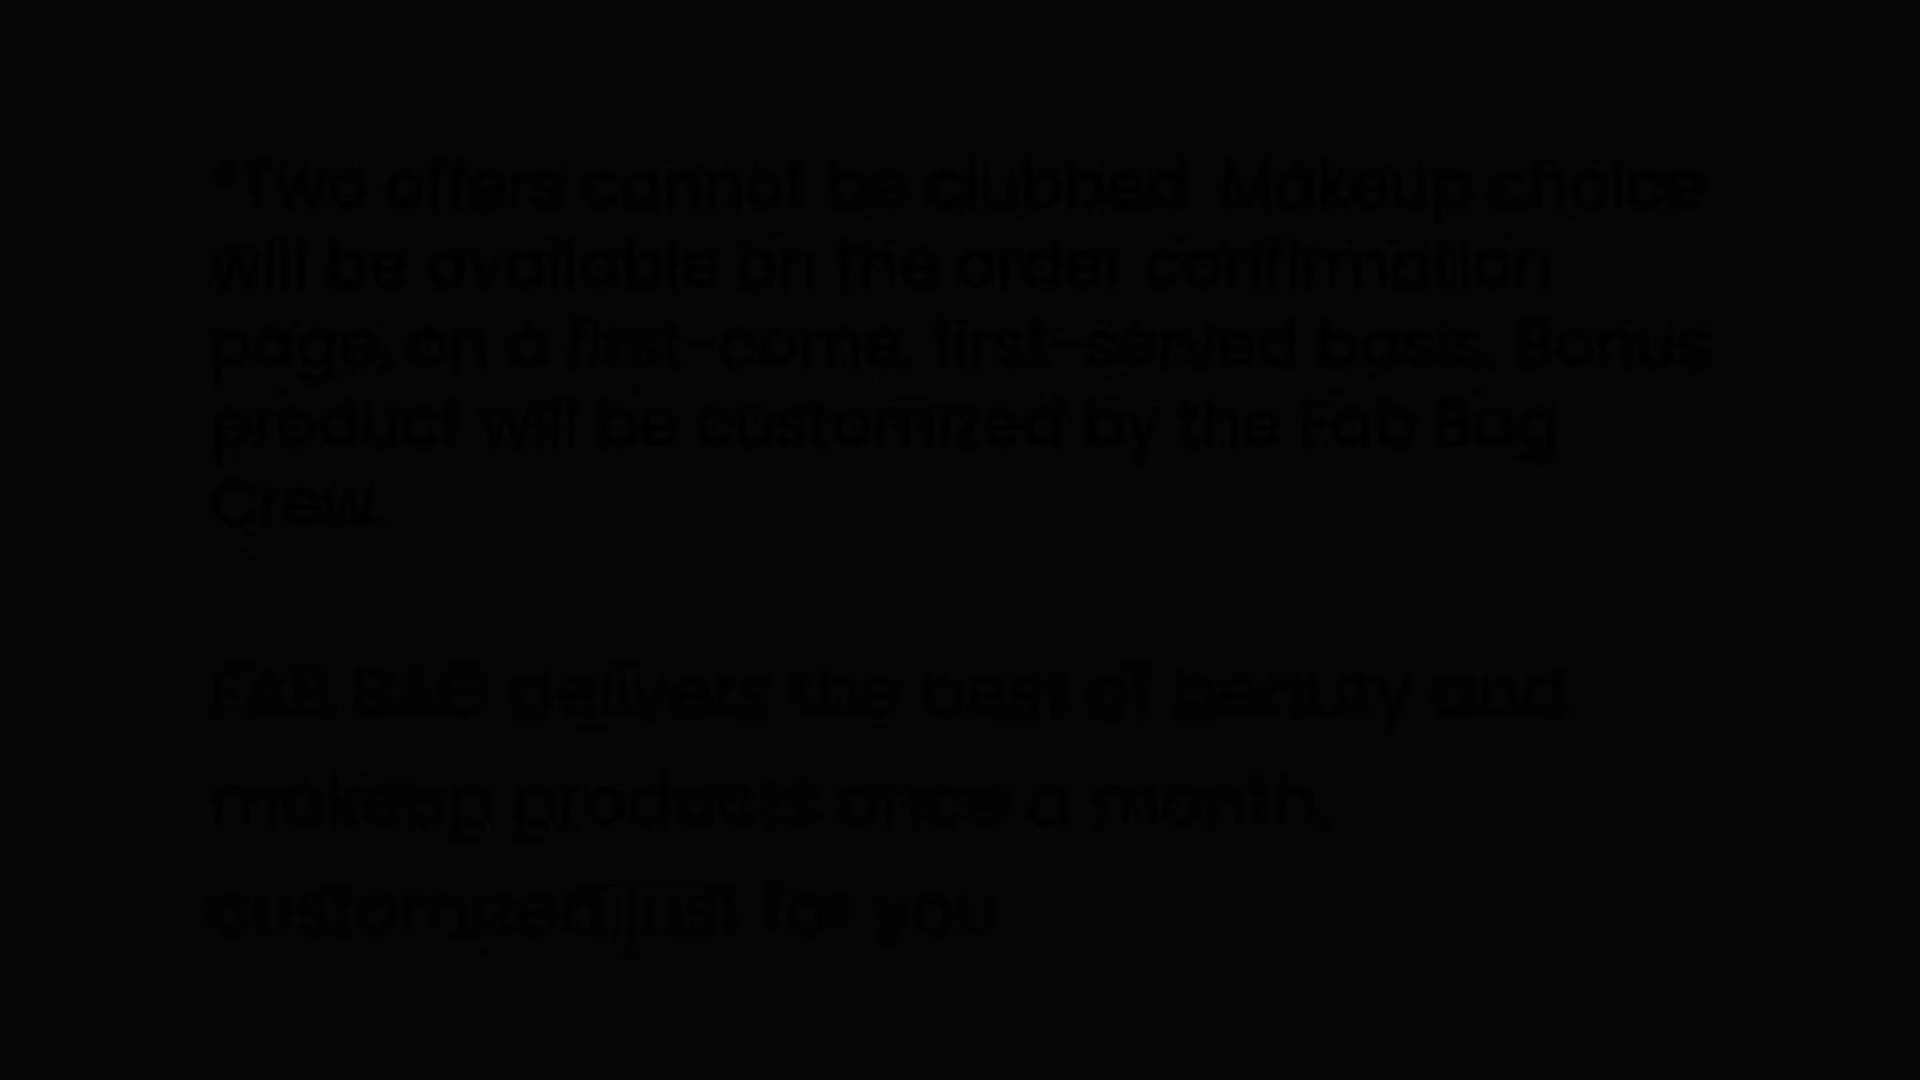 *Two offers cannot be clubbed. Makeup choice
will be available on the order confirmation
page, on a first-come, first-served basis. Bonus
product will be customized by the Fab Bag
Crew.
FAB BAG delivers the best of beauty and
makeup products once a month,
customized just for you